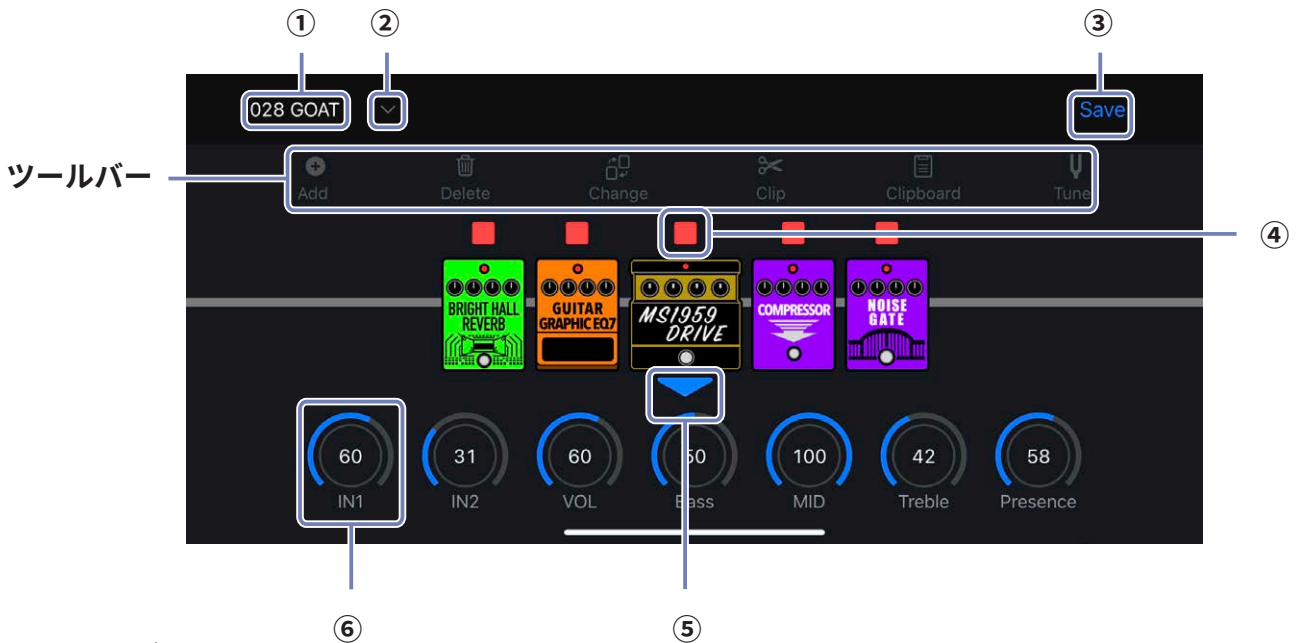 ① ② ③
028 GOAT Save
ツールバー
Add Delete Change Clip Clipboard Tune
④
BRIGHT HALL
REVERB
GUITAR
GRAPHIC EQ7
MS1959
DRIVE
COMPRESSOR
NOISE
GATE
60 31 60 50 100 42 58
IN1 IN2 VOL Bass MID Treble Presence
⑥ ⑤